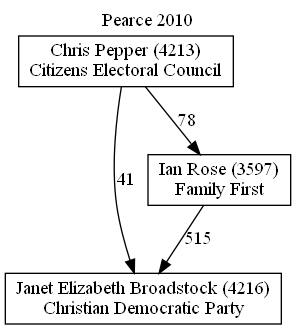 Pearce 2010
Chris Pepper (4213)
Citizens Electoral Council
78
Ian Rose (3597)
Family First
41
515
Janet Elizabeth Broadstock (4216)
Christian Democratic Party